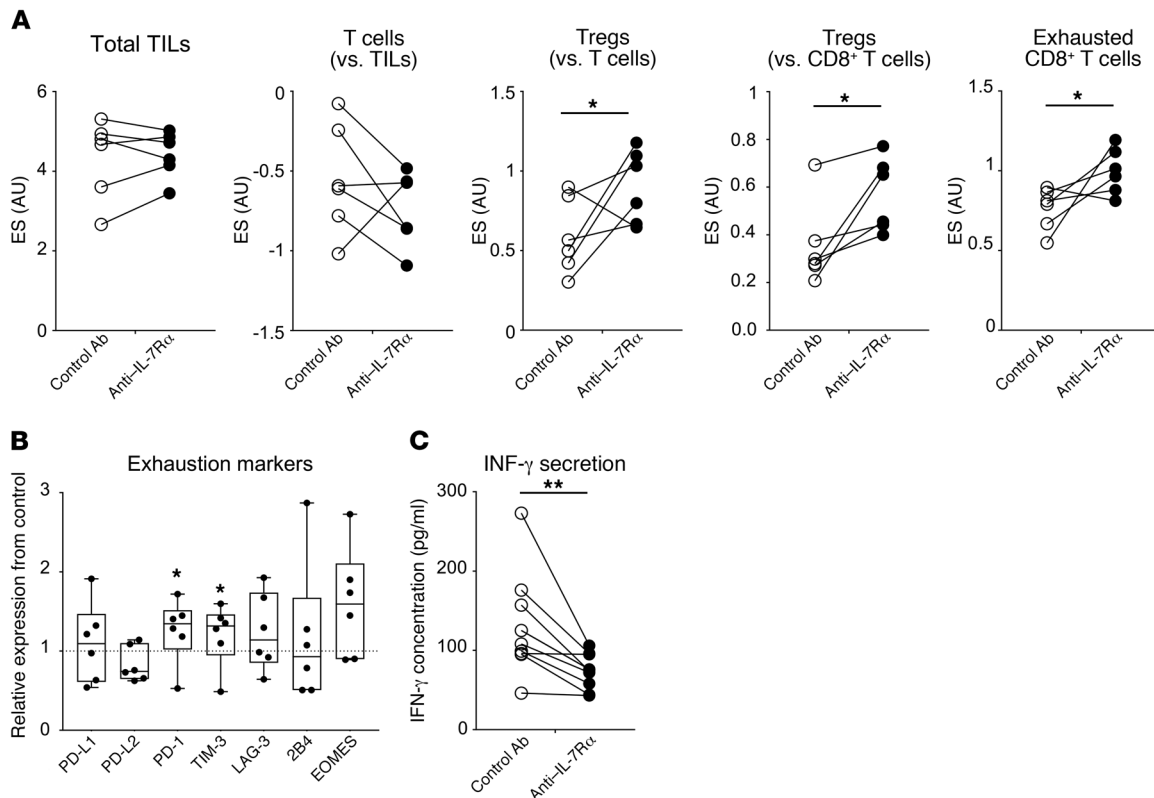 A
Total TILs
ES (AU)
6
4
2
0
Control Ab
Anti–IL-7Rα
T cells
(vs. TILs)
ES (AU)
0
-0.5
-1
-1.5
Control Ab
Anti–IL-7Rα
Tregs
(vs. T cells)
ES (AU)
1.5
1
0.5
0
*
Control Ab
Anti–IL-7Rα
Tregs
(vs. CD8⁺ T cells)
ES (AU)
1
0.8
0.6
0.4
0.2
0.0
*
Control Ab
Anti–IL-7Rα
Exhausted
CD8⁺ T cells
ES (AU)
1.5
1
0.5
0
*
Control Ab
Anti–IL-7Rα
B
Exhaustion markers
Relative expression from control
3
2
1
0
*
*
PD-L1
PD-L2
PD-1
TIM-3
LAG-3
2B4
EOMES
C
INF-γ secretion
IFN-γ concentration (pg/ml)
300
200
100
0
**
Control Ab
Anti–IL-7Rα